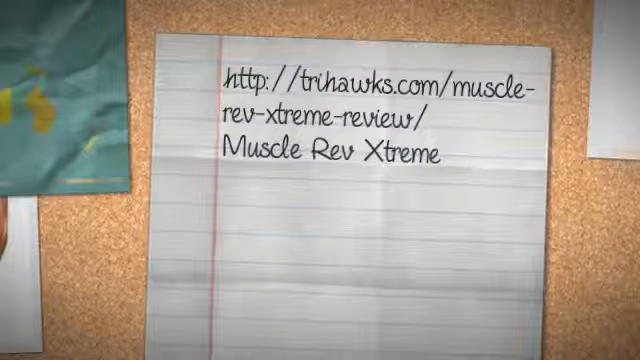 http://trihawks.com/muscle-
rev-xtreme-review/
Muscle Rev Xtreme